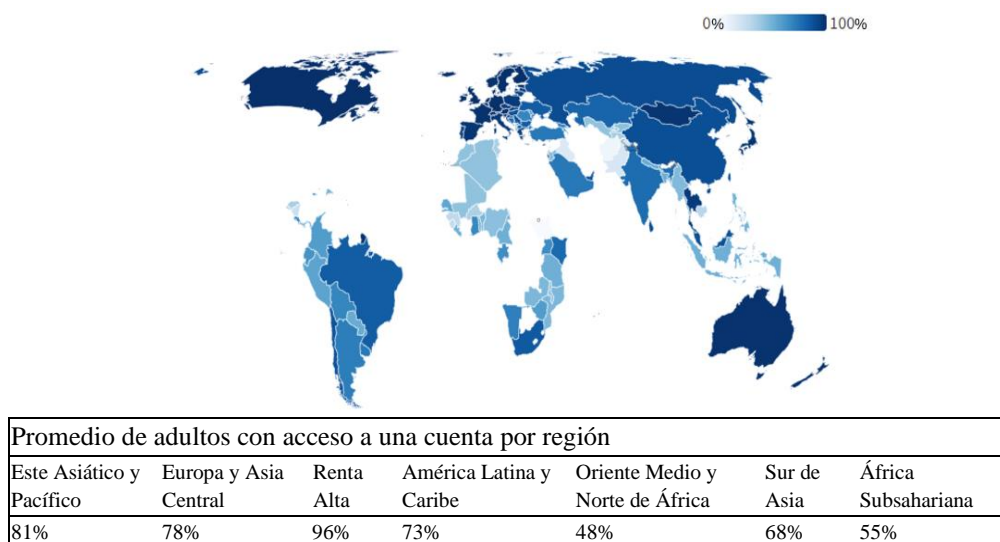 0% 100%
Promedio de adultos con acceso a una cuenta por región
Este Asiático y Pacífico Europa y Asia Central Renta Alta América Latina y Caribe Oriente Medio y Norte de África Sur de Asia África Subsahariana
81% 78% 96% 73% 48% 68% 55%